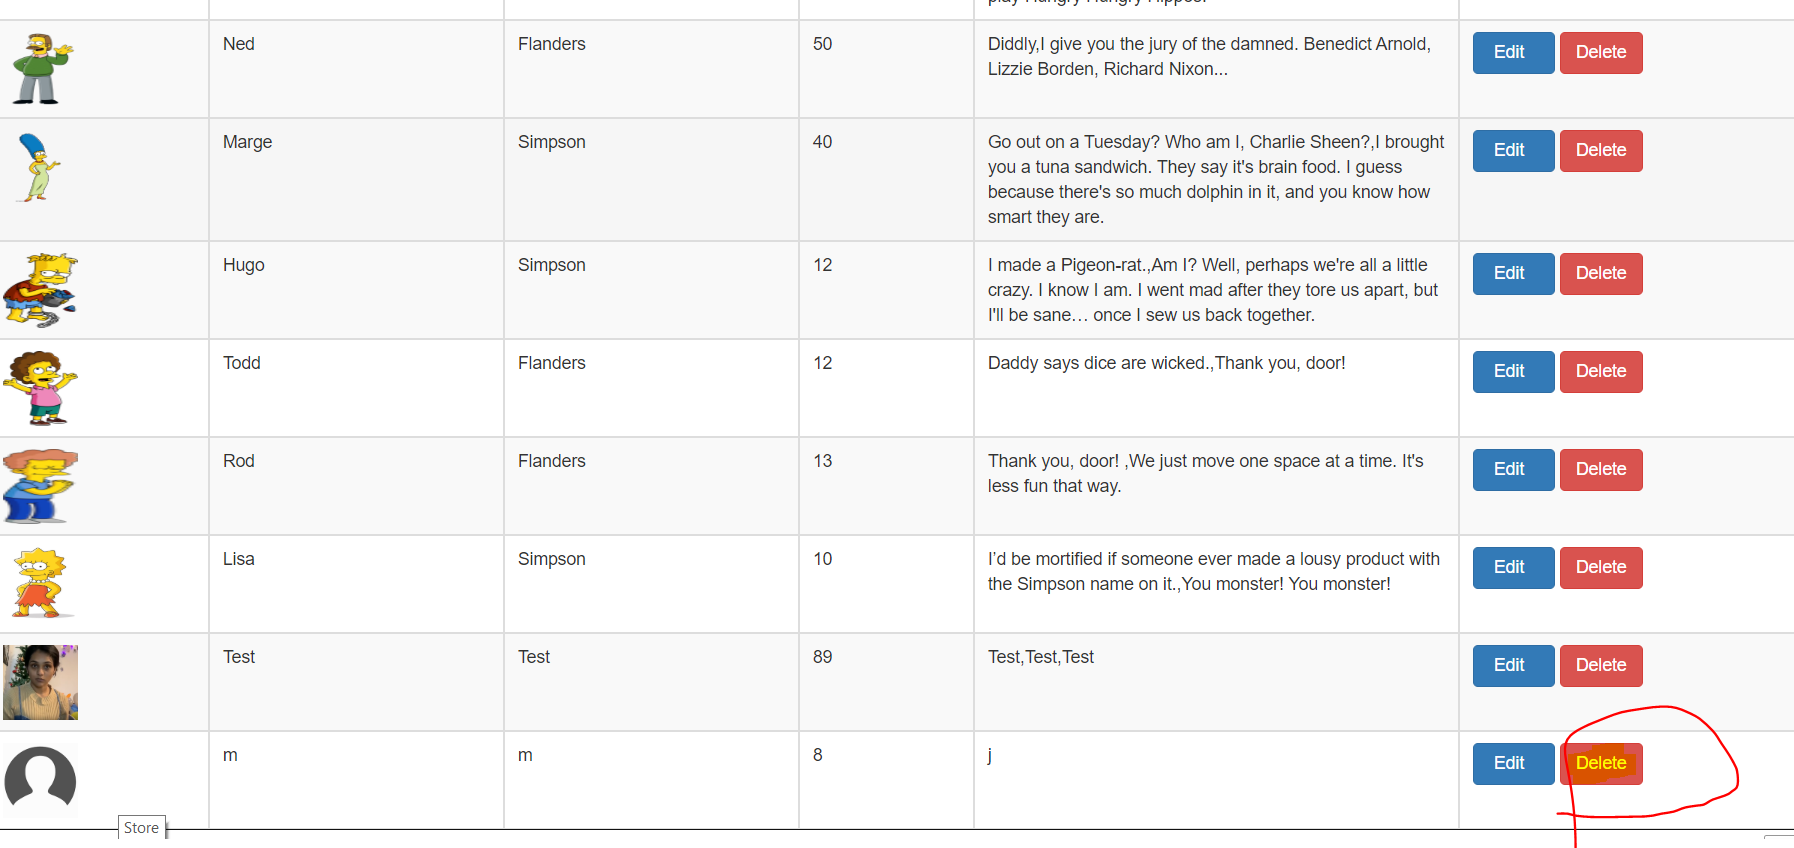 play Hungry Hungry Hippos.
Ned Flanders 50 Diddly,I give you the jury of the damned. Benedict Arnold, Edit Delete
Lizzie Borden, Richard Nixon...
Marge Simpson 40 Go out on a Tuesday? Who am I, Charlie Sheen?,I brought Edit Delete
you a tuna sandwich. They say it's brain food. I guess
because there's so much dolphin in it, and you know how
smart they are.
Hugo Simpson 12 I made a Pigeon-rat.,Am I? Well, perhaps we're all a little Edit Delete
crazy. I know I am. I went mad after they tore us apart, but
I'll be sane… once I sew us back together.
Todd Flanders 12 Daddy says dice are wicked.,Thank you, door! Edit Delete
Rod Flanders 13 Thank you, door! ,We just move one space at a time. It's Edit Delete
less fun that way.
Lisa Simpson 10 I’d be mortified if someone ever made a lousy product with Edit Delete
the Simpson name on it.,You monster! You monster!
Test Test 89 Test,Test,Test Edit Delete
m m 8 j Edit Delete
Store